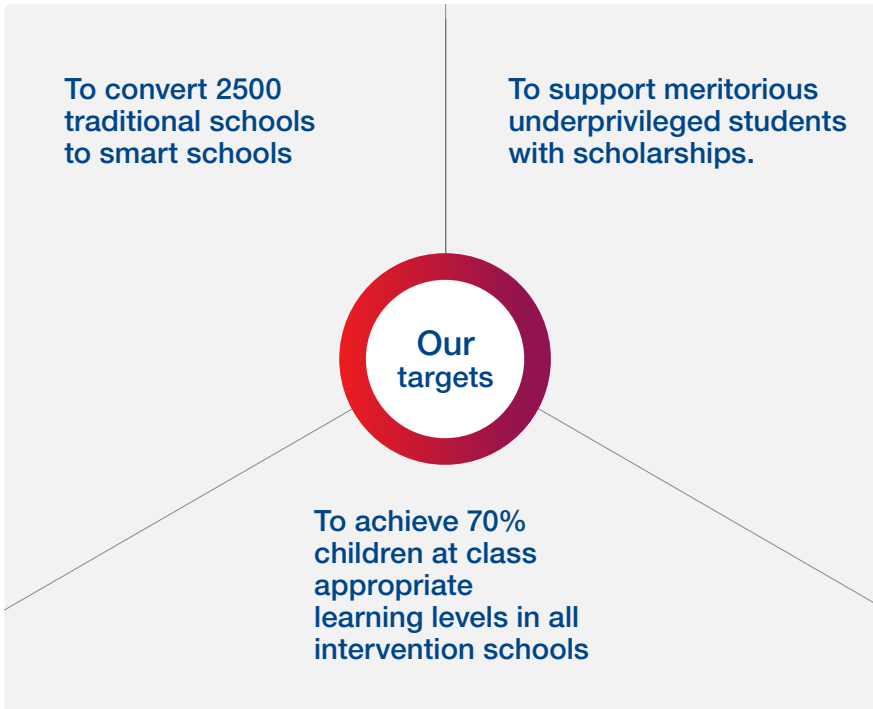 To convert 2500
traditional schools
to smart schools
To support meritorious
underprivileged students
with scholarships.
Our
targets
To achieve 70%
children at class
appropriate
learning levels in all
intervention schools